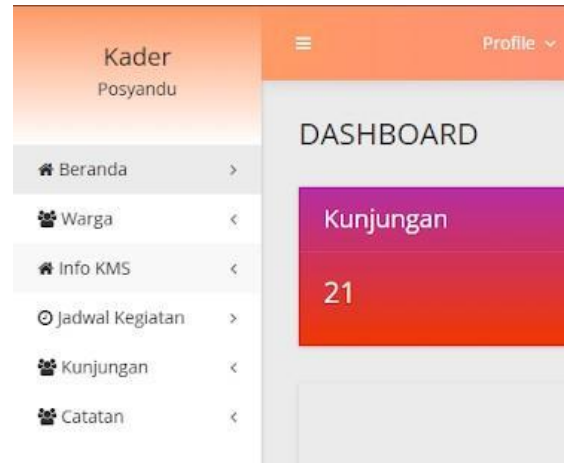 Kader
Posyandu
Beranda
Warga
Info KMS
Jadwal Kegiatan
Kunjungan
Catatan
Profile
DASHBOARD
Kunjungan
21